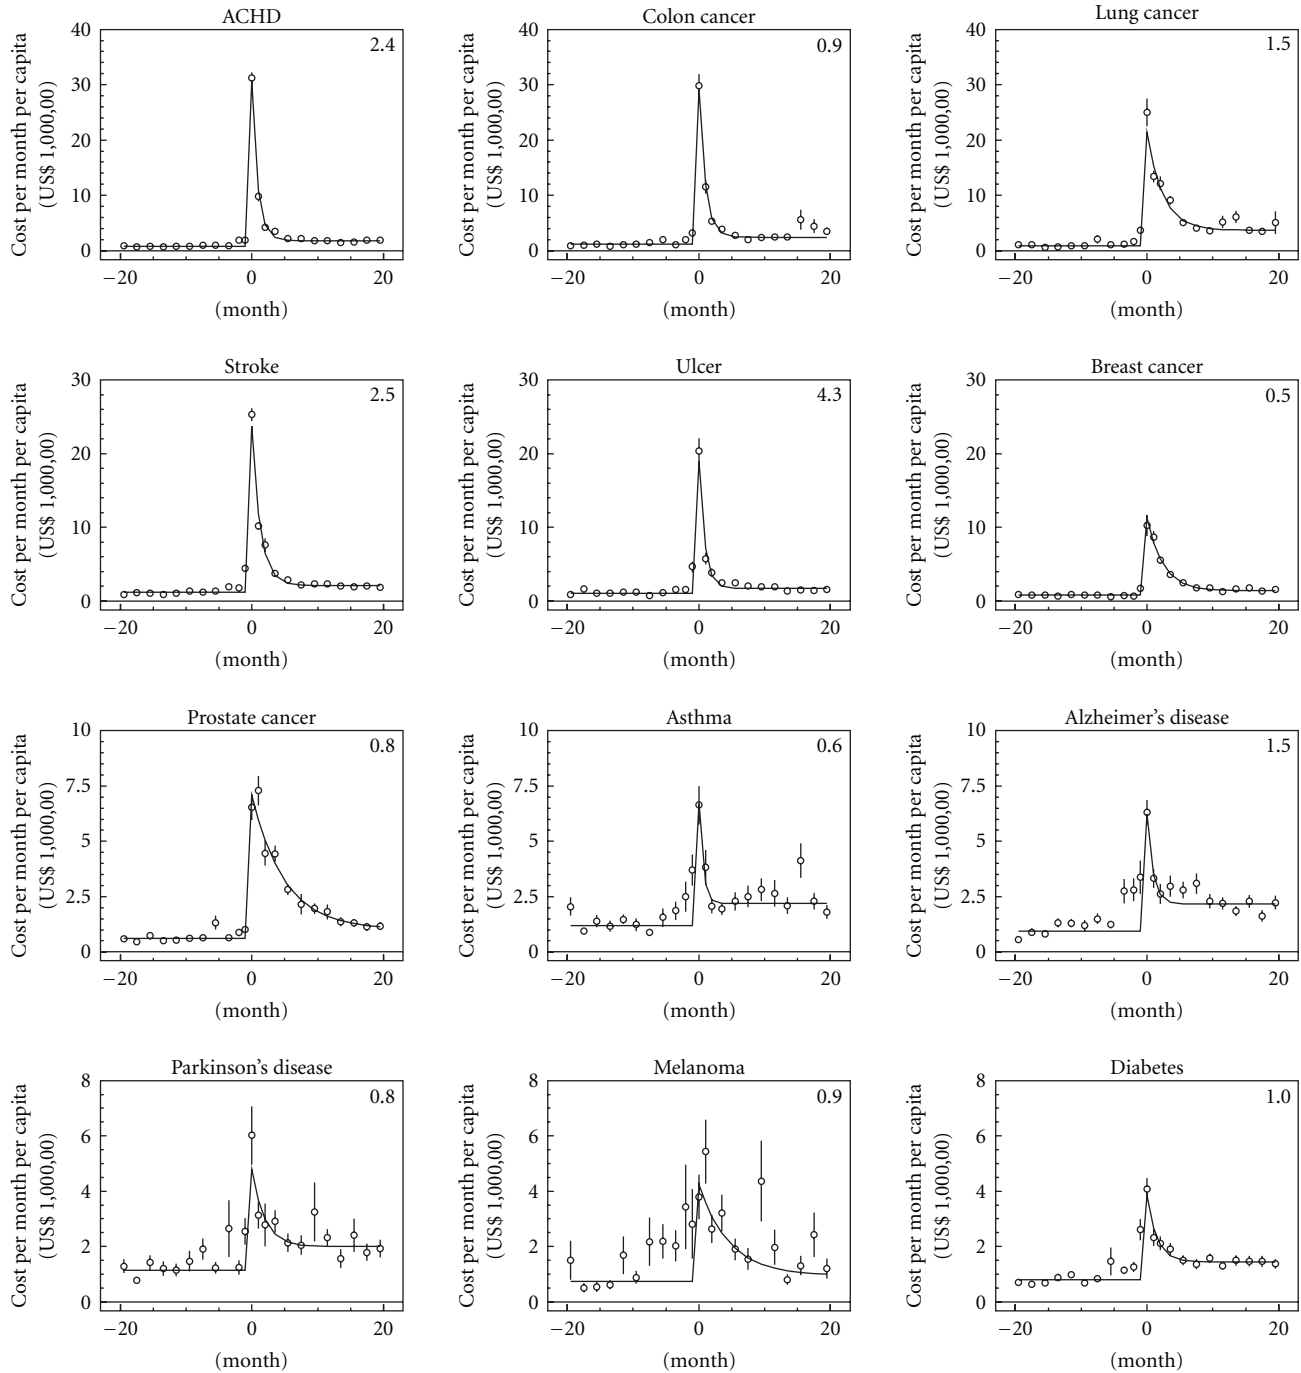 ACHD
Cost per month per capita
(US$ 1,000,00)
40
30
20
10
0
2.4
−20
0
20
(month)
Colon cancer
Cost per month per capita
(US$ 1,000,00)
40
30
20
10
0
0.9
−20
0
20
(month)
Lung cancer
Cost per month per capita
(US$ 1,000,00)
40
30
20
10
0
1.5
−20
0
20
(month)
Stroke
Cost per month per capita
(US$ 1,000,00)
30
20
10
0
2.5
−20
0
20
(month)
Ulcer
Cost per month per capita
(US$ 1,000,00)
30
20
10
0
4.3
−20
0
20
(month)
Breast cancer
Cost per month per capita
(US$ 1,000,00)
30
20
10
0
0.5
−20
0
20
(month)
Prostate cancer
Cost per month per capita
(US$ 1,000,00)
10
7.5
5
2.5
0
0.8
−20
0
20
(month)
Asthma
Cost per month per capita
(US$ 1,000,00)
10
7.5
5
2.5
0
0.6
−20
0
20
(month)
Alzheimer’s disease
Cost per month per capita
(US$ 1,000,00)
10
7.5
5
2.5
0
1.5
−20
0
20
(month)
Parkinson’s disease
Cost per month per capita
(US$ 1,000,00)
8
6
4
2
0
0.8
−20
0
20
(month)
Melanoma
Cost per month per capita
(US$ 1,000,00)
8
6
4
2
0
0.9
−20
0
20
(month)
Diabetes
Cost per month per capita
(US$ 1,000,00)
8
6
4
2
0
1.0
−20
0
20
(month)